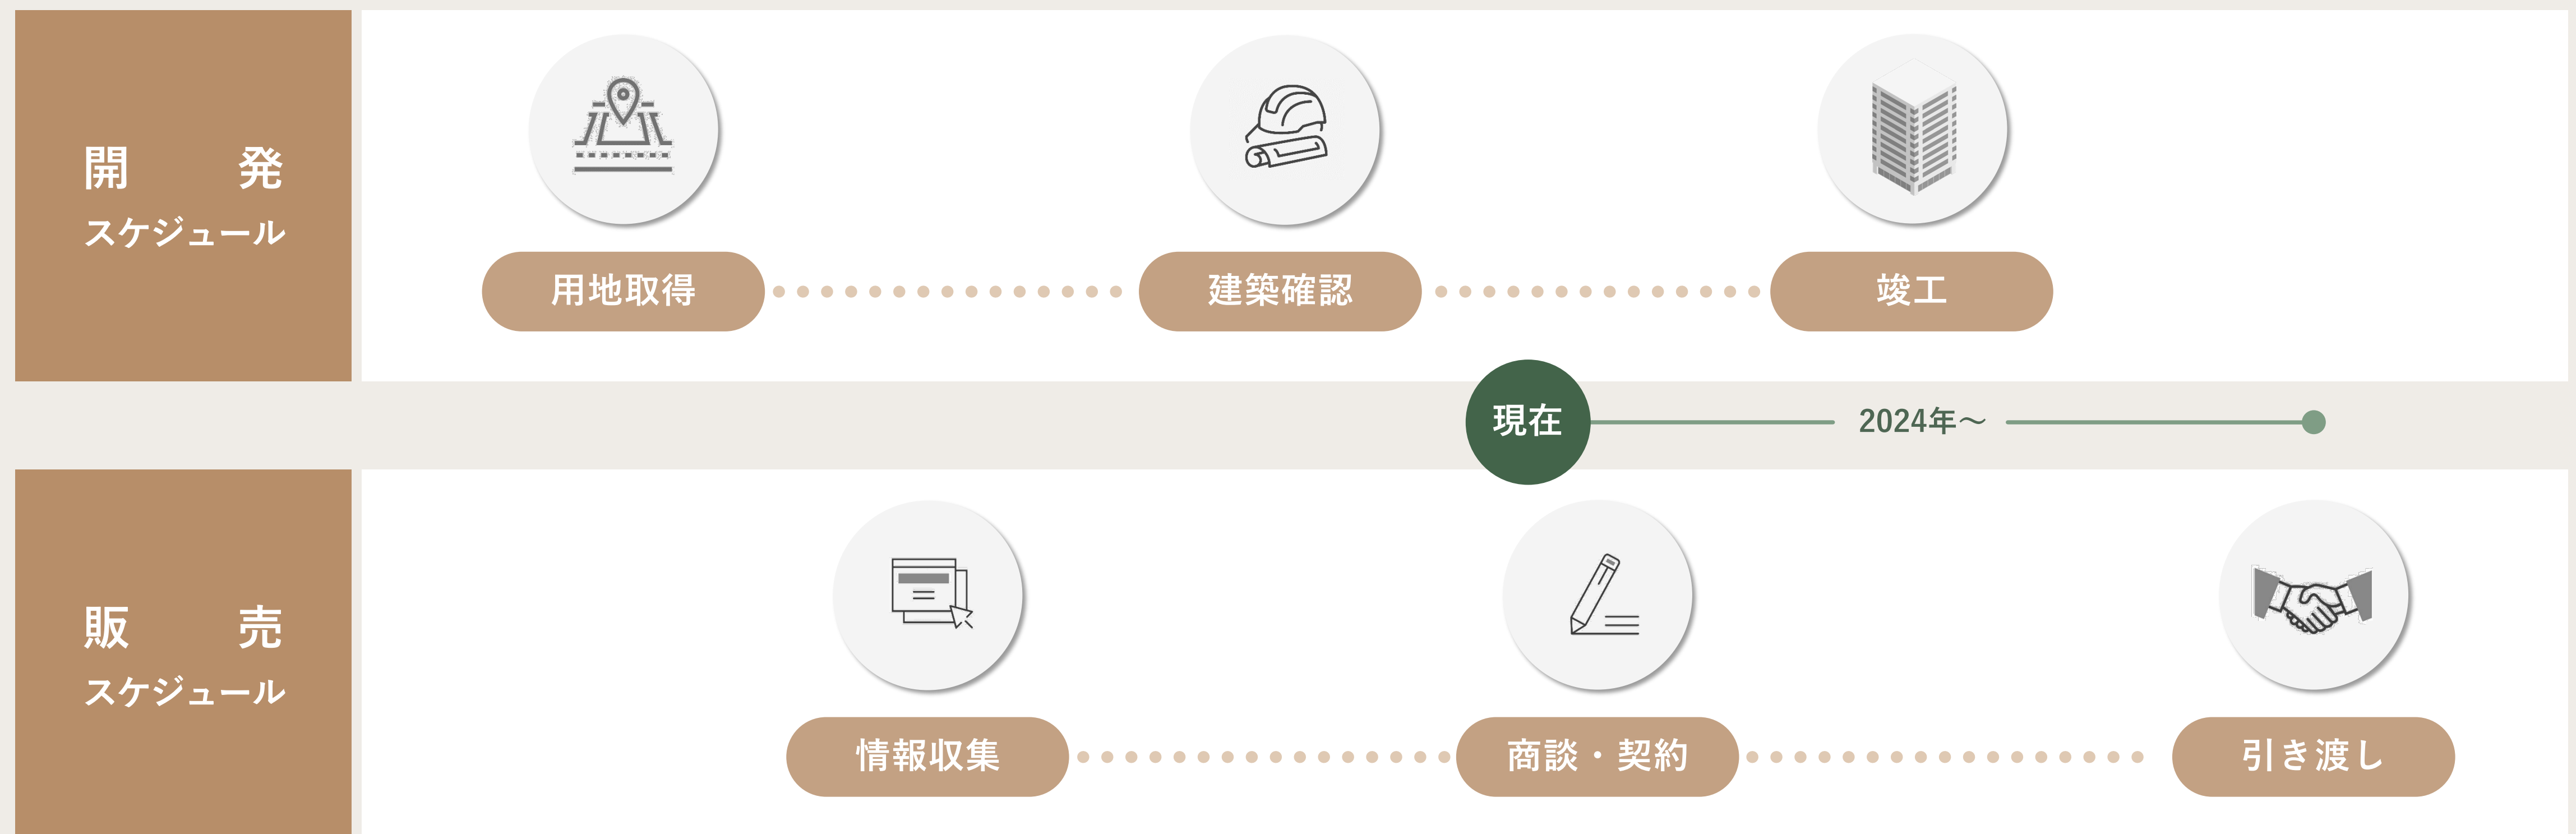 開発
スケジュール
用地取得
建築確認
竣工
現在
2024年～
販売
スケジュール
情報収集
商談・契約
引き渡し